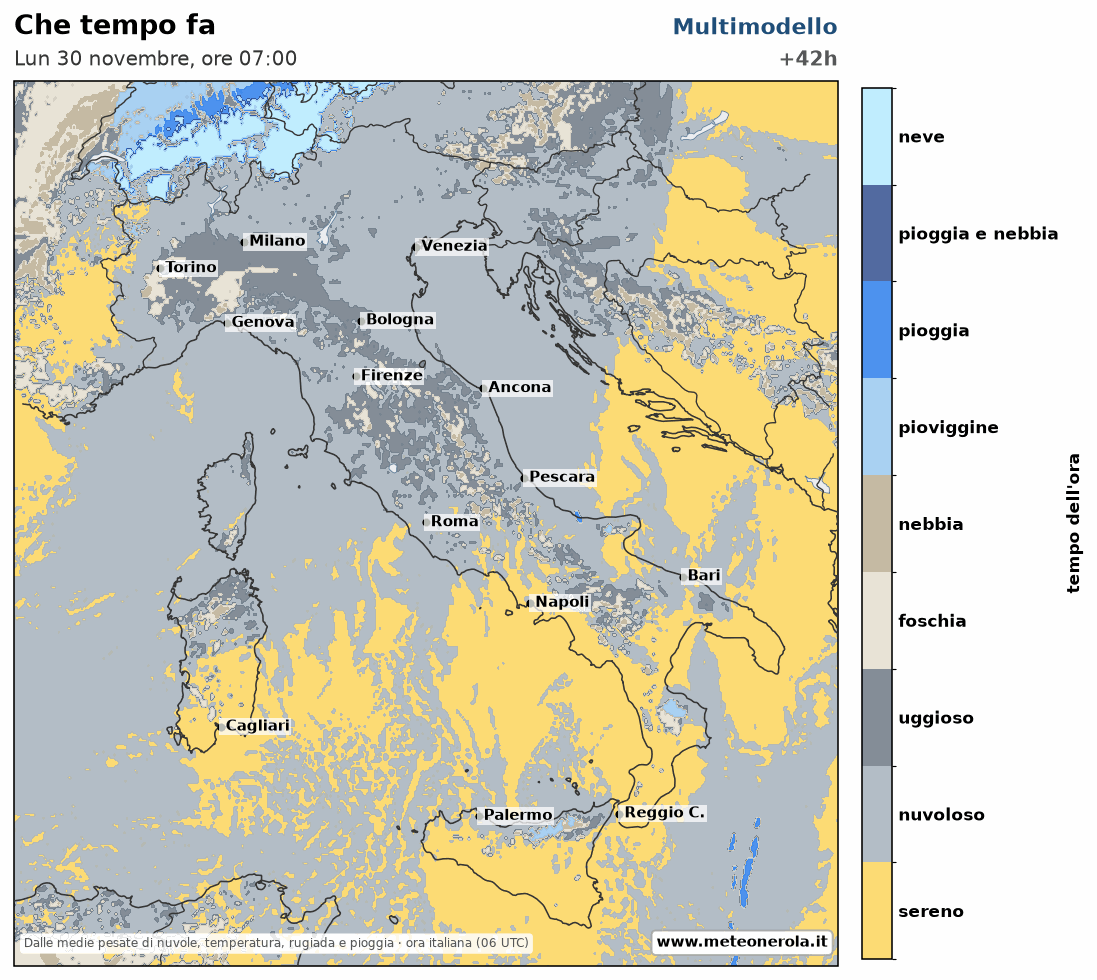 Che tempo fa
Multimodello
Lun 30 novembre, ore 07:00
+42h
Milano
Venezia
Torino
Genova
Bologna
Firenze
Ancona
Pescara
Roma
Bari
Napoli
Cagliari
Palermo
Reggio C.
neve
pioggia e nebbia
pioggia
pioviggine
nebbia
foschia
uggioso
nuvoloso
sereno
tempo dell'ora
Dalle medie pesate di nuvole, temperatura, rugiada e pioggia · ora italiana (06 UTC)
www.meteonerola.it